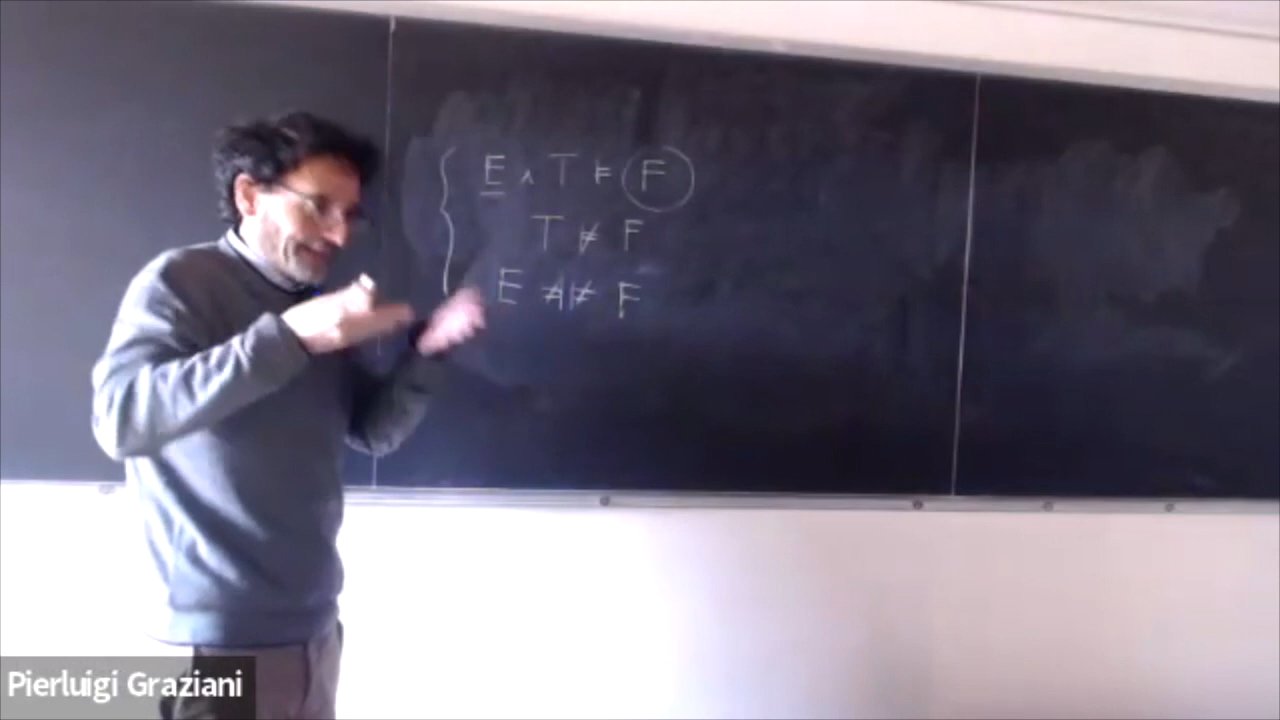 E ∧ T ⊨ F
T ⊭ F
E ⊭ ⊭ F
Pierluigi Graziani